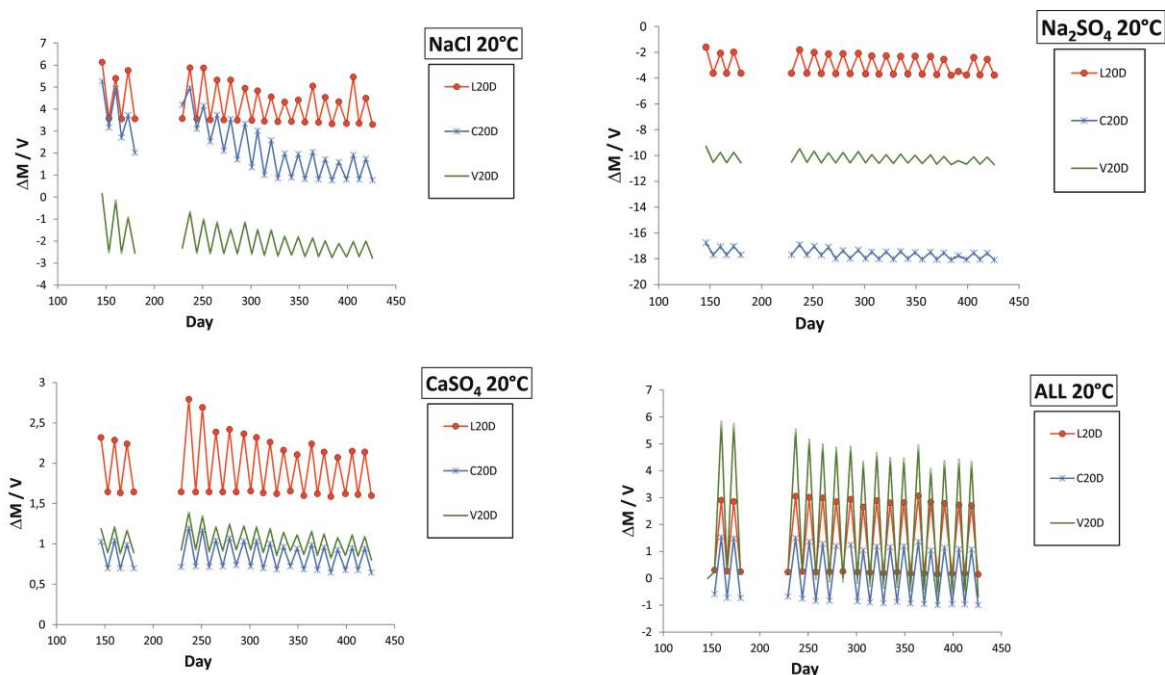 NaCl 20°C
L20D
C20D
V20D
ΔM / V
7
6
5
4
3
2
1
0
-1
-2
-3
-4
100 150 200 250 300 350 400 450
Day
Na₂SO₄ 20°C
L20D
C20D
V20D
ΔM / V
0
-2
-4
-6
-8
-10
-12
-14
-16
-18
-20
100 150 200 250 300 350 400 450
Day
CaSO₄ 20°C
L20D
C20D
V20D
ΔM / V
3
2,5
2
1,5
1
0,5
0
100 150 200 250 300 350 400 450
Day
ALL 20°C
L20D
C20D
V20D
ΔM / V
7
6
5
4
3
2
1
0
-1
-2
100 150 200 250 300 350 400 450
Day